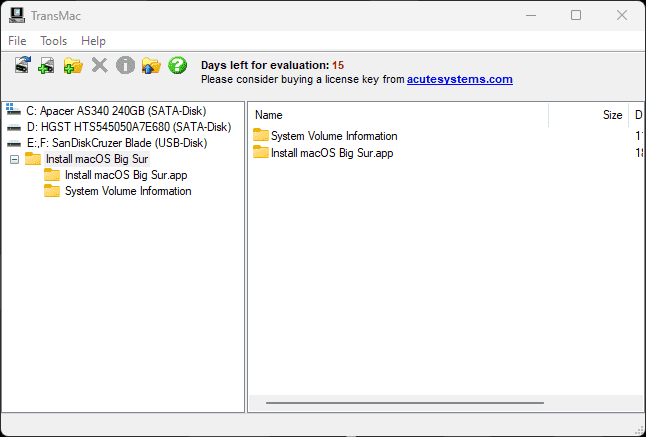 TransMac
File Tools Help
Days left for evaluation: 15
Please consider buying a license key from acutesystems.com
C: Apacer AS340 240GB (SATA-Disk)
D: HGST HTS545050A7E680 (SATA-Disk)
E:,F: SanDiskCruzer Blade (USB-Disk)
Install macOS Big Sur
Install macOS Big Sur.app
System Volume Information
Name Size D
System Volume Information
Install macOS Big Sur.app